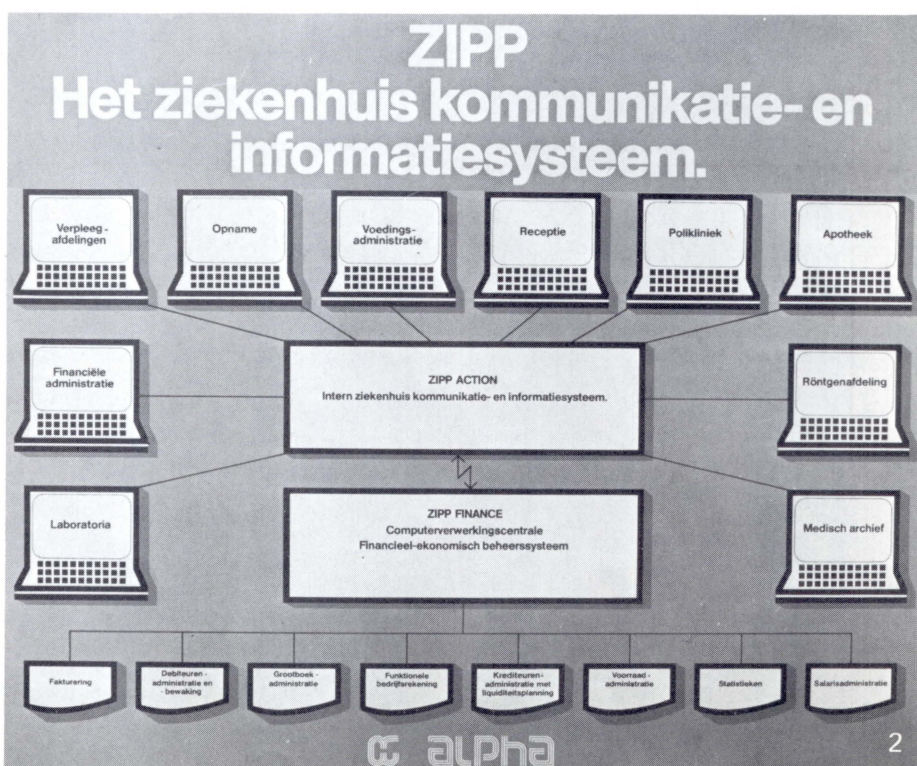 ZIPP
Het ziekenhuis kommunikatie- en
informatiesysteem.
Verpleeg-
afdelingen
Opname
Voedings-
administratie
Receptie
Polikliniek
Apotheek
Financiële
administratie
ZIPP ACTION
Intern ziekenhuis kommunikatie- en informatiesysteem.
Röntgenafdeling
Laboratoria
ZIPP FINANCE
Computerverwerkingscentrale
Financieel-ekonomisch beheerssysteem
Medisch archief
Fakturering
Debiteuren-
administratie en
-bewaking
Grootboek-
administratie
Funktionele
bedrijfsrekening
Krediteuren-
administratie met
liquiditeitsplanning
Voorraad-
administratie
Statistieken
Salarisadministratie
alpha
2